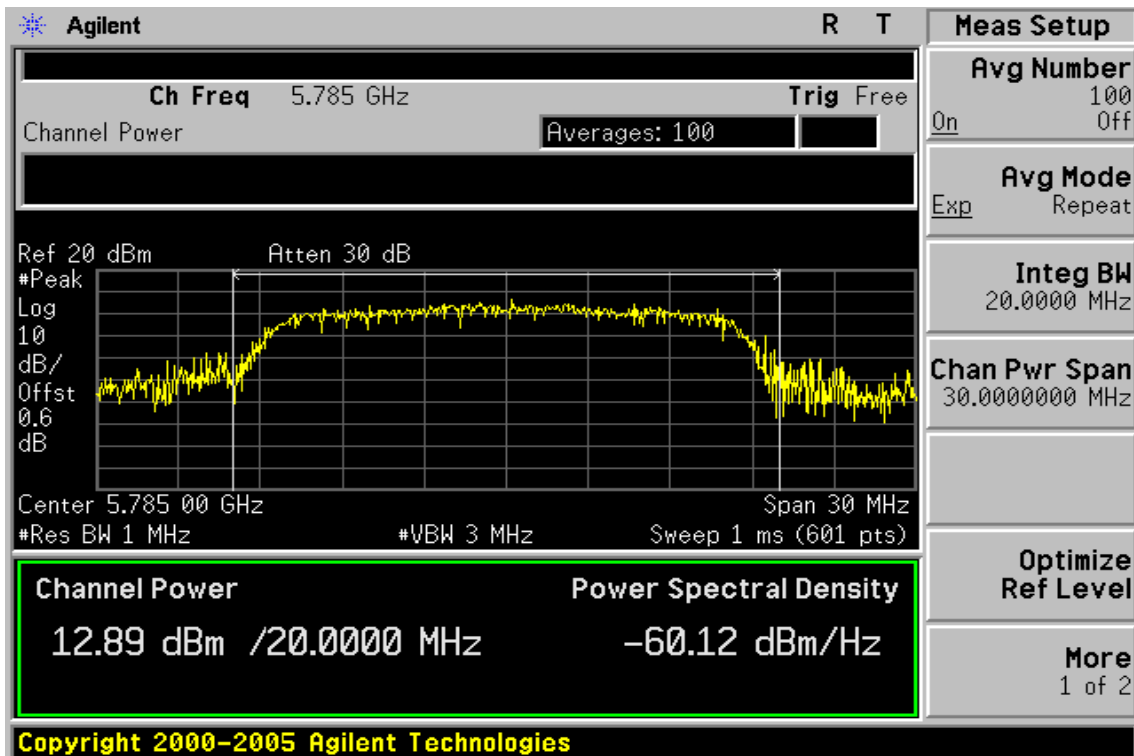 Agilent R T
Ch Freq 5.785 GHz Trig Free
Channel Power Averages: 100
Ref 20 dBm Atten 30 dB
#Peak
Log
10
dB/
Offst
0.6
dB
Center 5.785 00 GHz Span 30 MHz
#Res BW 1 MHz #VBW 3 MHz Sweep 1 ms (601 pts)
Channel Power Power Spectral Density
12.89 dBm /20.0000 MHz -60.12 dBm/Hz
Copyright 2000-2005 Agilent Technologies
Meas Setup
Avg Number
100
On Off
Avg Mode
Exp Repeat
Integ BW
20.0000 MHz
Chan Pwr Span
30.0000000 MHz
Optimize
Ref Level
More
1 of 2